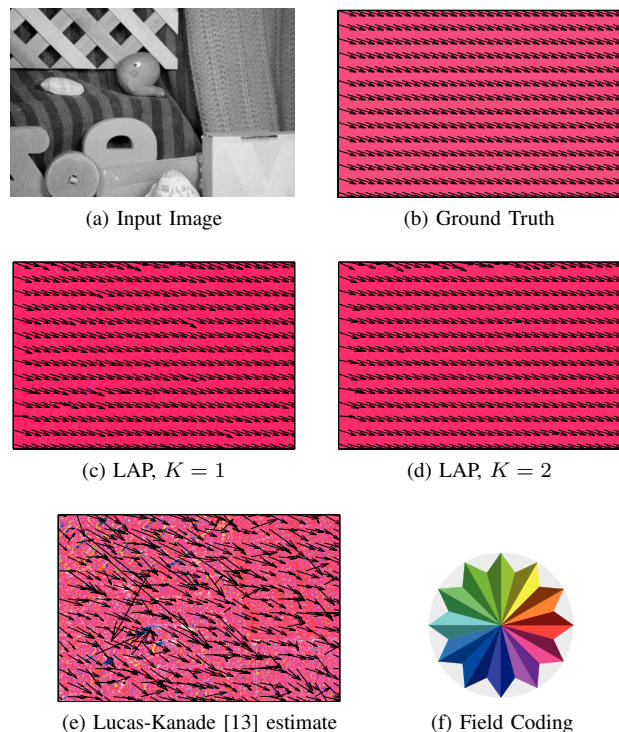 (a) Input Image
(b) Ground Truth
(c) LAP, K = 1
(d) LAP, K = 2
(e) Lucas-Kanade [13] estimate
(f) Field Coding